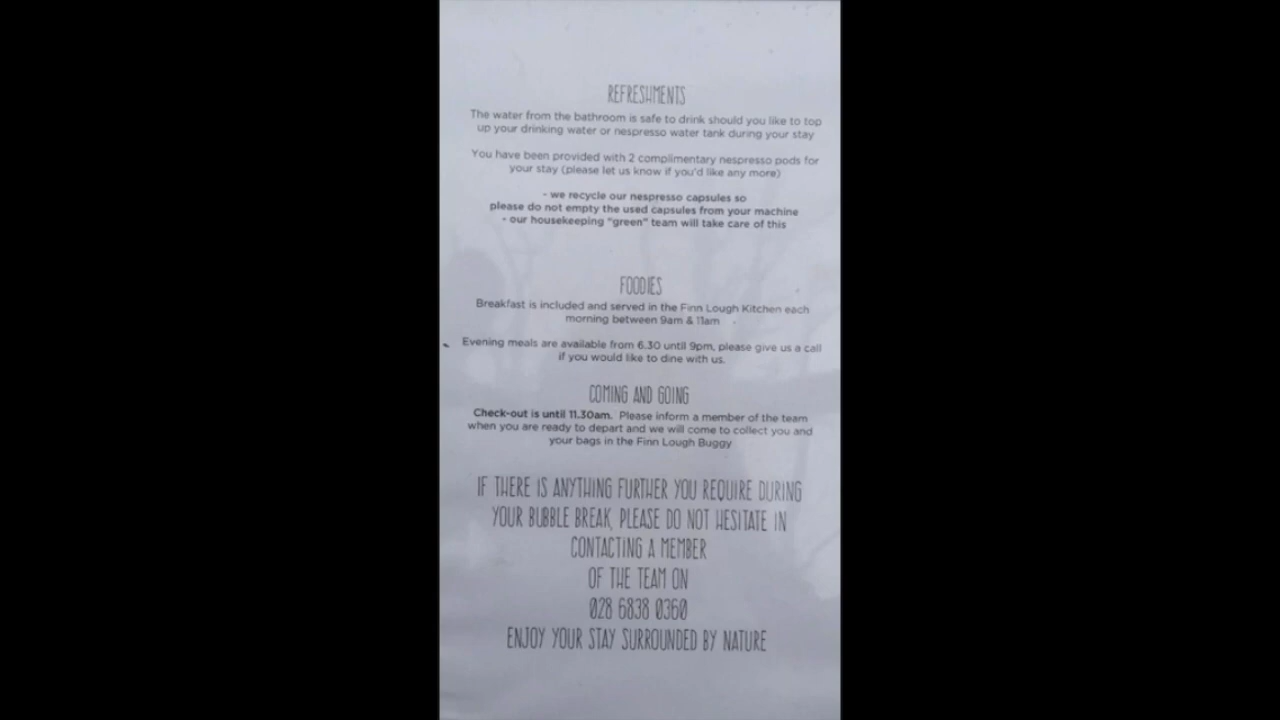 REFRESHMENTS
The water from the bathroom is safe to drink should you like to top
up your drinking water or nespresso water tank during your stay
You have been provided with 2 complimentary nespresso pods for
your stay (please let us know if you'd like any more)
- we recycle our nespresso capsules so
please do not empty the used capsules from your machine
- our housekeeping "green" team will take care of this
FOODIES
Breakfast is included and served in the Finn Lough Kitchen each
morning between 9am & 11am
Evening meals are available from 6.30 until 9pm, please give us a call
if you would like to dine with us.
COMING AND GOING
Check-out is until 11.30am. Please inform a member of the team
when you are ready to depart and we will come to collect you and
your bags in the Finn Lough Buggy
IF THERE IS ANYTHING FURTHER YOU REQUIRE DURING
YOUR BUBBLE BREAK, PLEASE DO NOT HESITATE IN
CONTACTING A MEMBER
OF THE TEAM ON
028 6838 0360
ENJOY YOUR STAY SURROUNDED BY NATURE